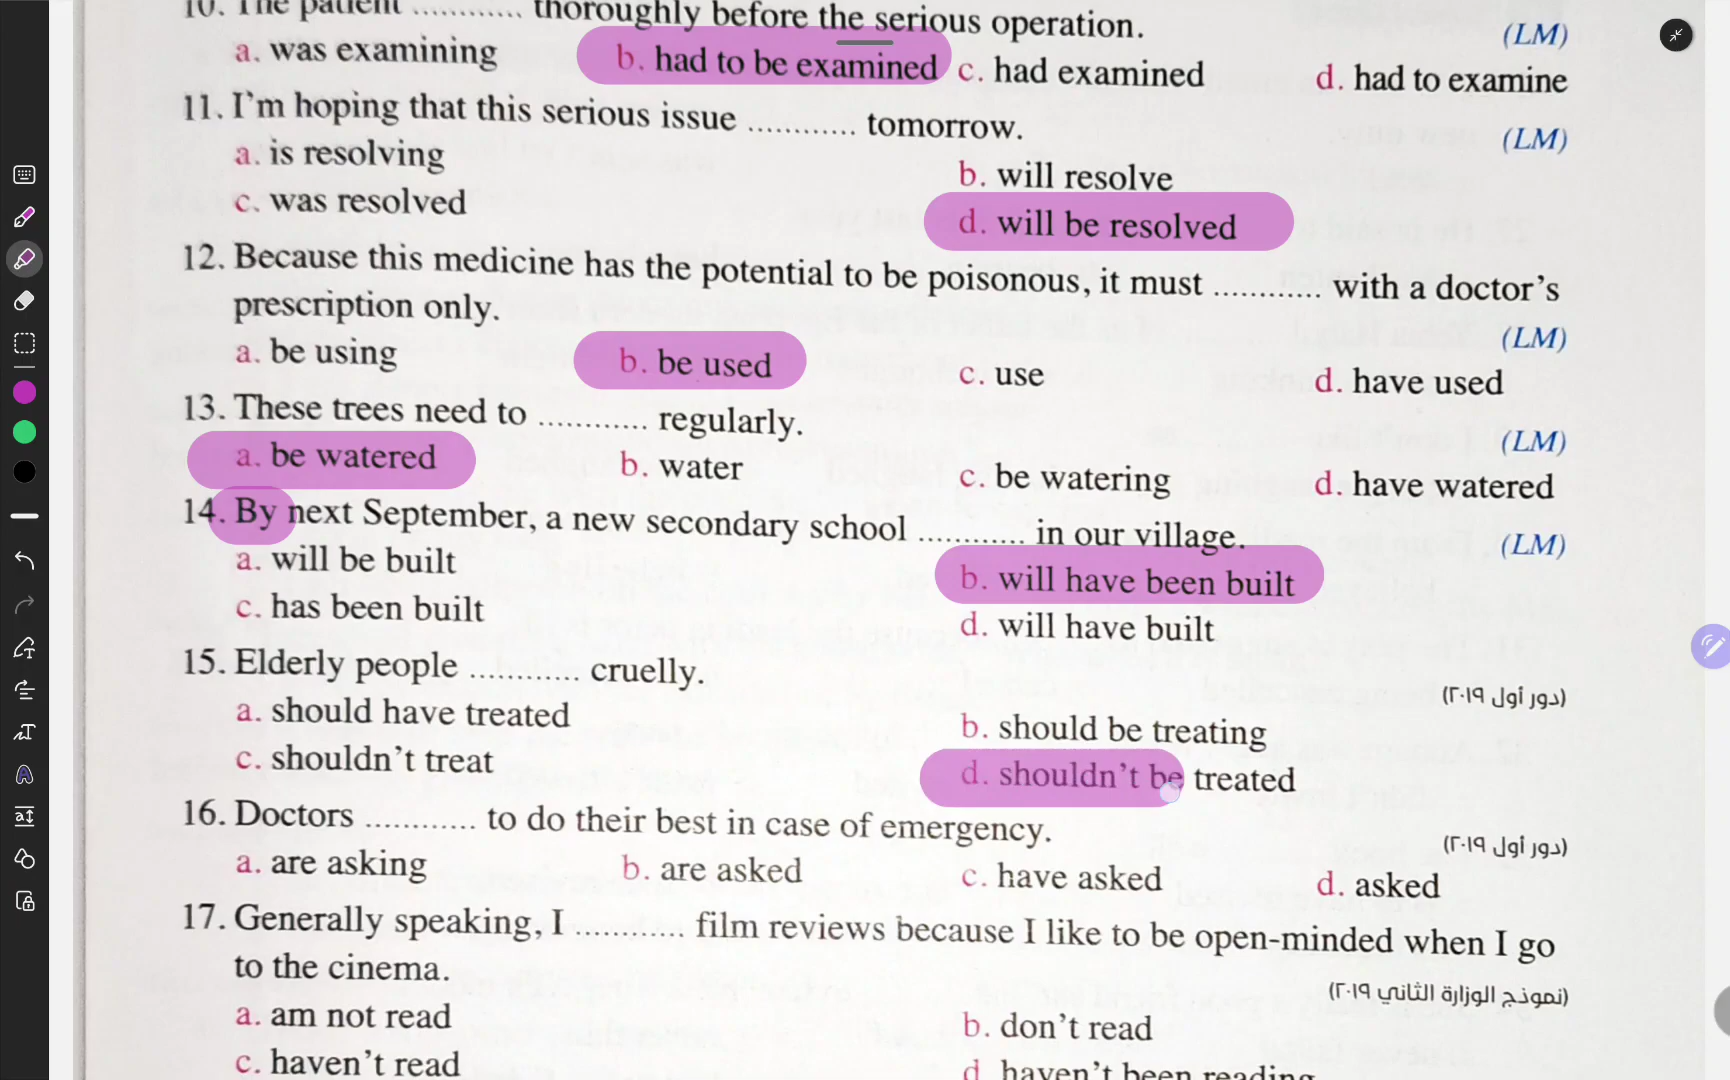 10. The patient ............ thoroughly before the serious operation.
(LM)
a. was examining b. had to be examined c. had examined d. had to examine
11. I'm hoping that this serious issue ............ tomorrow.
(LM)
a. is resolving b. will resolve
c. was resolved d. will be resolved
12. Because this medicine has the potential to be poisonous, it must ............ with a doctor's
prescription only.
(LM)
a. be using b. be used c. use d. have used
13. These trees need to ............ regularly.
(LM)
a. be watered b. water c. be watering d. have watered
14. By next September, a new secondary school ............ in our village.
(LM)
a. will be built b. will have been built
c. has been built d. will have built
15. Elderly people ............ cruelly.
(دور أول ٢٠١٩)
a. should have treated b. should be treating
c. shouldn't treat d. shouldn't be treated
16. Doctors ............ to do their best in case of emergency.
(دور أول ٢٠١٩)
a. are asking b. are asked c. have asked d. asked
17. Generally speaking, I ............ film reviews because I like to be open-minded when I go
to the cinema.
(نموذج الوزارة الثاني ٢٠١٩)
a. am not read b. don't read
c. haven't read d. haven't been reading